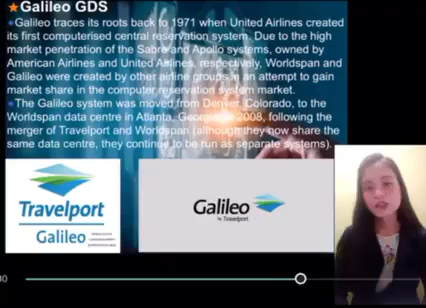 ★Galileo GDS
●Galileo traces its roots back to 1971 when United Airlines created
its first computerised central reservation system. Due to the high
market penetration of the Sabre and Apollo systems, owned by
American Airlines and United Airlines, respectively, Worldspan and
Galileo were created by other airline groups in an attempt to gain
market share in the computer reservation system market.
●The Galileo system was moved from Denver, Colorado, to the
Worldspan data centre in Atlanta, Georgia, in 2008, following the
merger of Travelport and Worldspan (although they now share the
same data centre, they continue to be run as separate systems).
Travelport
Galileo
Galileo
by Travelport